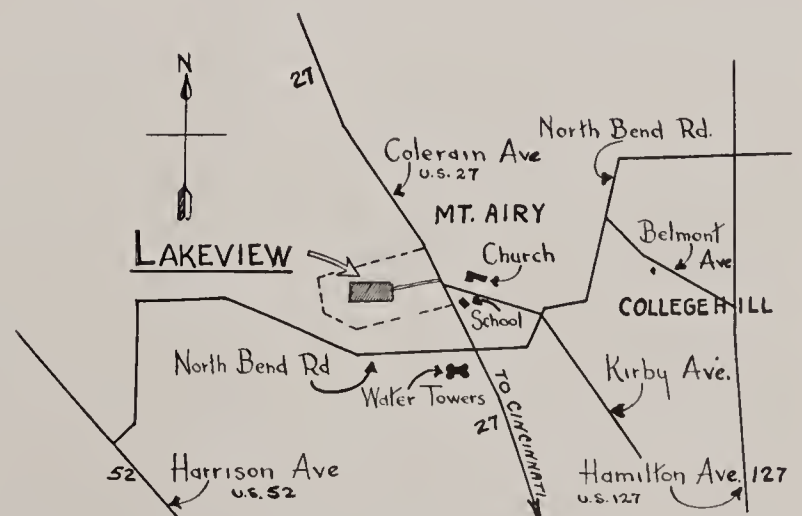 N
27
Colerain Ave
U.S. 27
North Bend Rd.
MT. AIRY
Belmont
Ave
LAKEVIEW
Church
School
COLLEGE HILL
North Bend Rd
Water Towers
TO CINCINNATI
27
Kirby Ave.
52
Harrison Ave
U.S. 52
Hamilton Ave. 127
U.S. 127